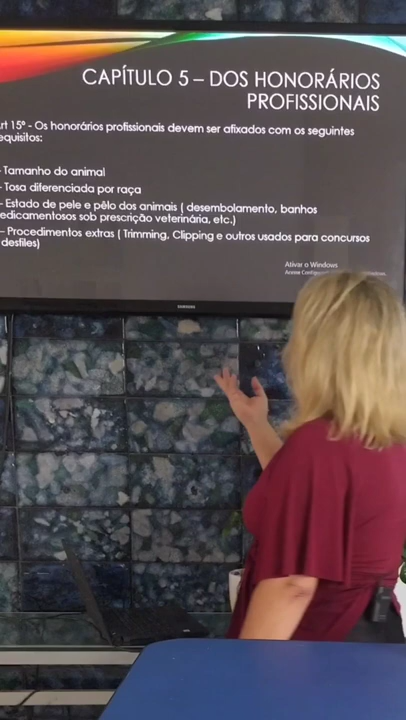 CAPÍTULO 5 – DOS HONORÁRIOS
PROFISSIONAIS
rt 15º - Os honorários profissionais devem ser afixados com os seguintes
equisitos:
- Tamanho do animal
- Tosa diferenciada por raça
- Estado de pele e pêlo dos animais ( desembolamento, banhos
edicamentosos sob prescrição veterinária, etc.)
- Procedimentos extras ( Trimming, Clipping e outros usados para concursos
desfiles)
Ativar o Windows
Acesse
SAMSUNG